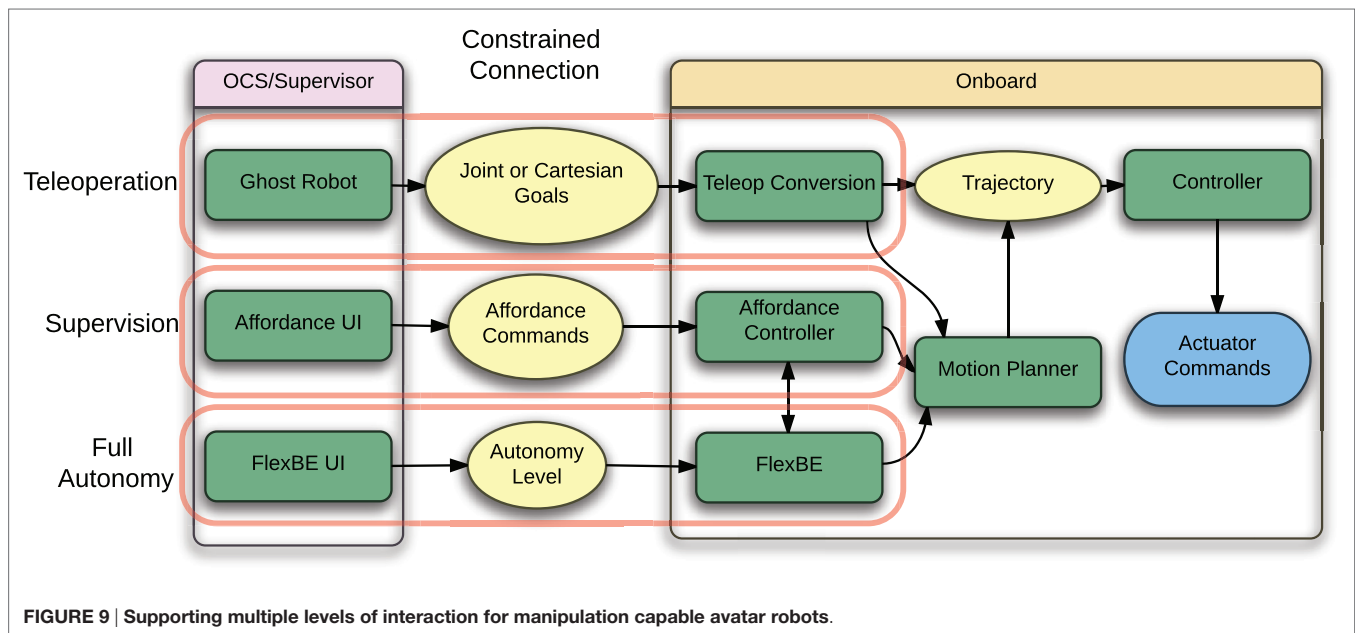 Constrained
Connection
OCS/Supervisor
Onboard
Teleoperation
Ghost Robot
Joint or Cartesian
Goals
Teleop Conversion
Trajectory
Controller
Supervision
Affordance UI
Affordance
Commands
Affordance
Controller
Motion Planner
Actuator
Commands
Full
Autonomy
FlexBE UI
Autonomy
Level
FlexBE
FIGURE 9 | Supporting multiple levels of interaction for manipulation capable avatar robots.